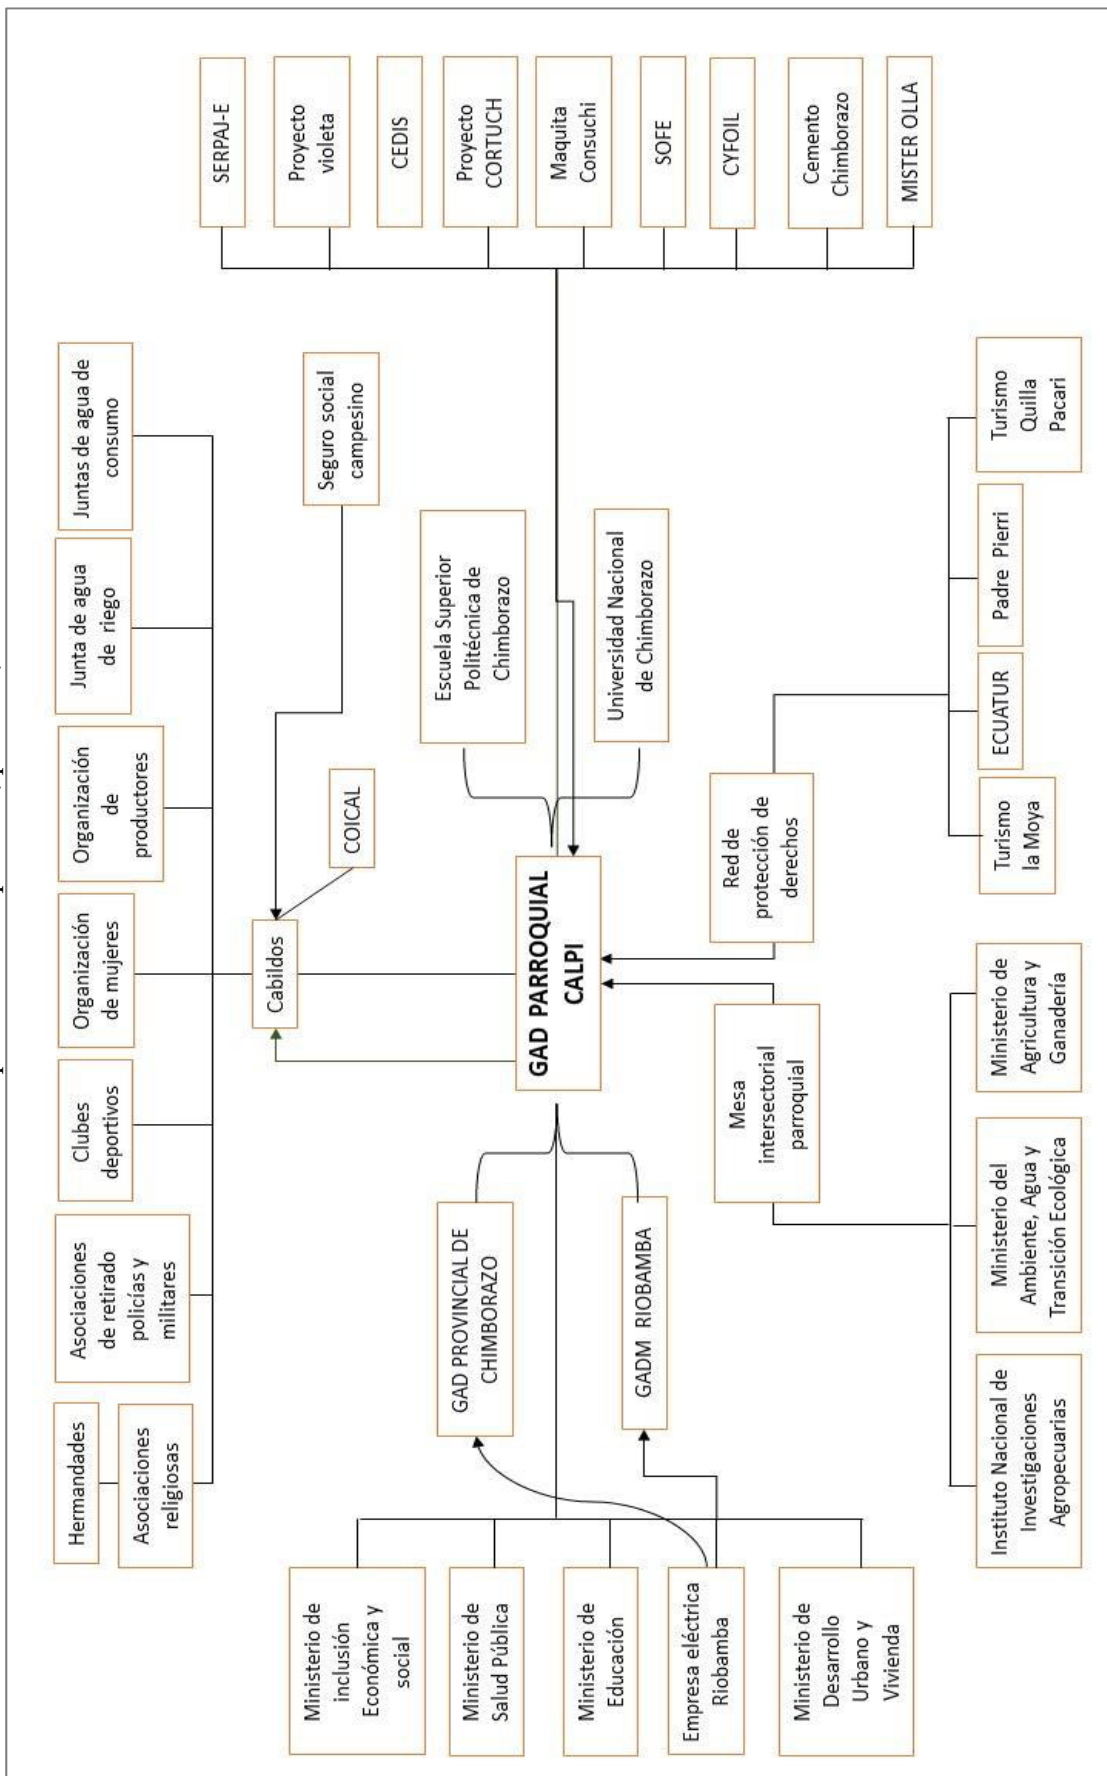 Hermandades
Asociaciones
religiosas
Asociaciones
de retirado
policías y
militares
Clubes
deportivos
Organización
de mujeres
Organización
de
productores
Junta de agua
de riego
Juntas de agua de
consumo
Cabildos
COICAL
Seguro social
campesino
SERPAJ-E
Proyecto
violeta
CEDIS
Proyecto
CORTUCH
Maquita
Consuchi
SOFE
CYFOIL
Cemento
Chimborazo
MISTER OLLA
Ministerio de
inclusión
Económica y
social
Ministerio de
Salud Pública
Ministerio de
Educación
Empresa eléctrica
Riobamba
Ministerio de
Desarrollo
Urbano y
Vivienda
GAD PROVINCIAL DE
CHIMBORAZO
GADM RIOBAMBA
GAD PARROQUIAL
CALPI
Escuela Superior
Politécnica de
Chimborazo
Universidad Nacional
de Chimborazo
Mesa
intersectorial
parroquial
Red de
protección de
derechos
Instituto Nacional de
Investigaciones
Agropecuarias
Ministerio del
Ambiente, Agua y
Transición Ecológica
Ministerio de
Agricultura y
Ganadería
Turismo
la Moya
ECUATUR
Padre Pierri
Turismo
Quilla
Pacari